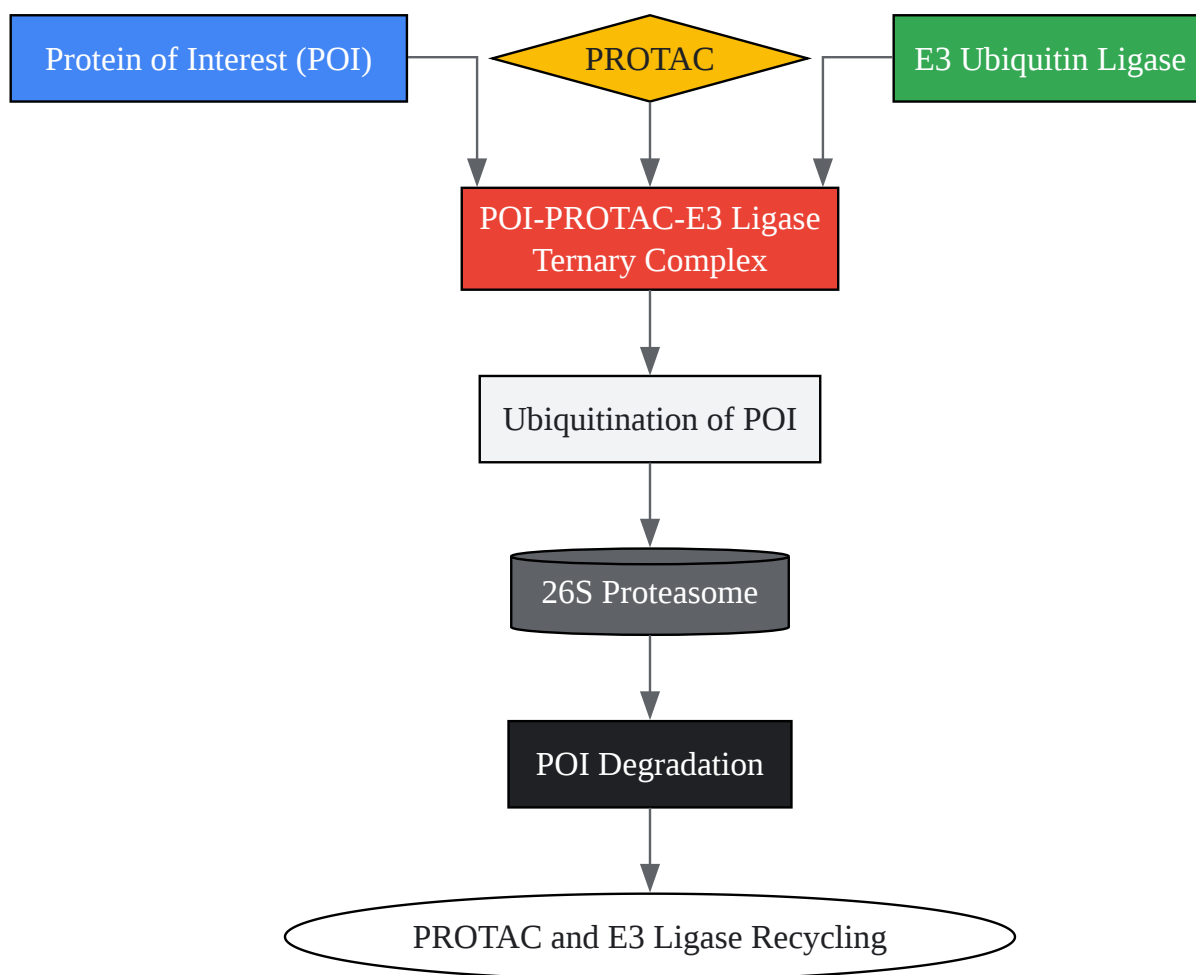 Protein of Interest (POI)
PROTAC
E3 Ubiquitin Ligase
POI-PROTAC-E3 Ligase
Ternary Complex
Ubiquitination of POI
26S Proteasome
POI Degradation
PROTAC and E3 Ligase Recycling